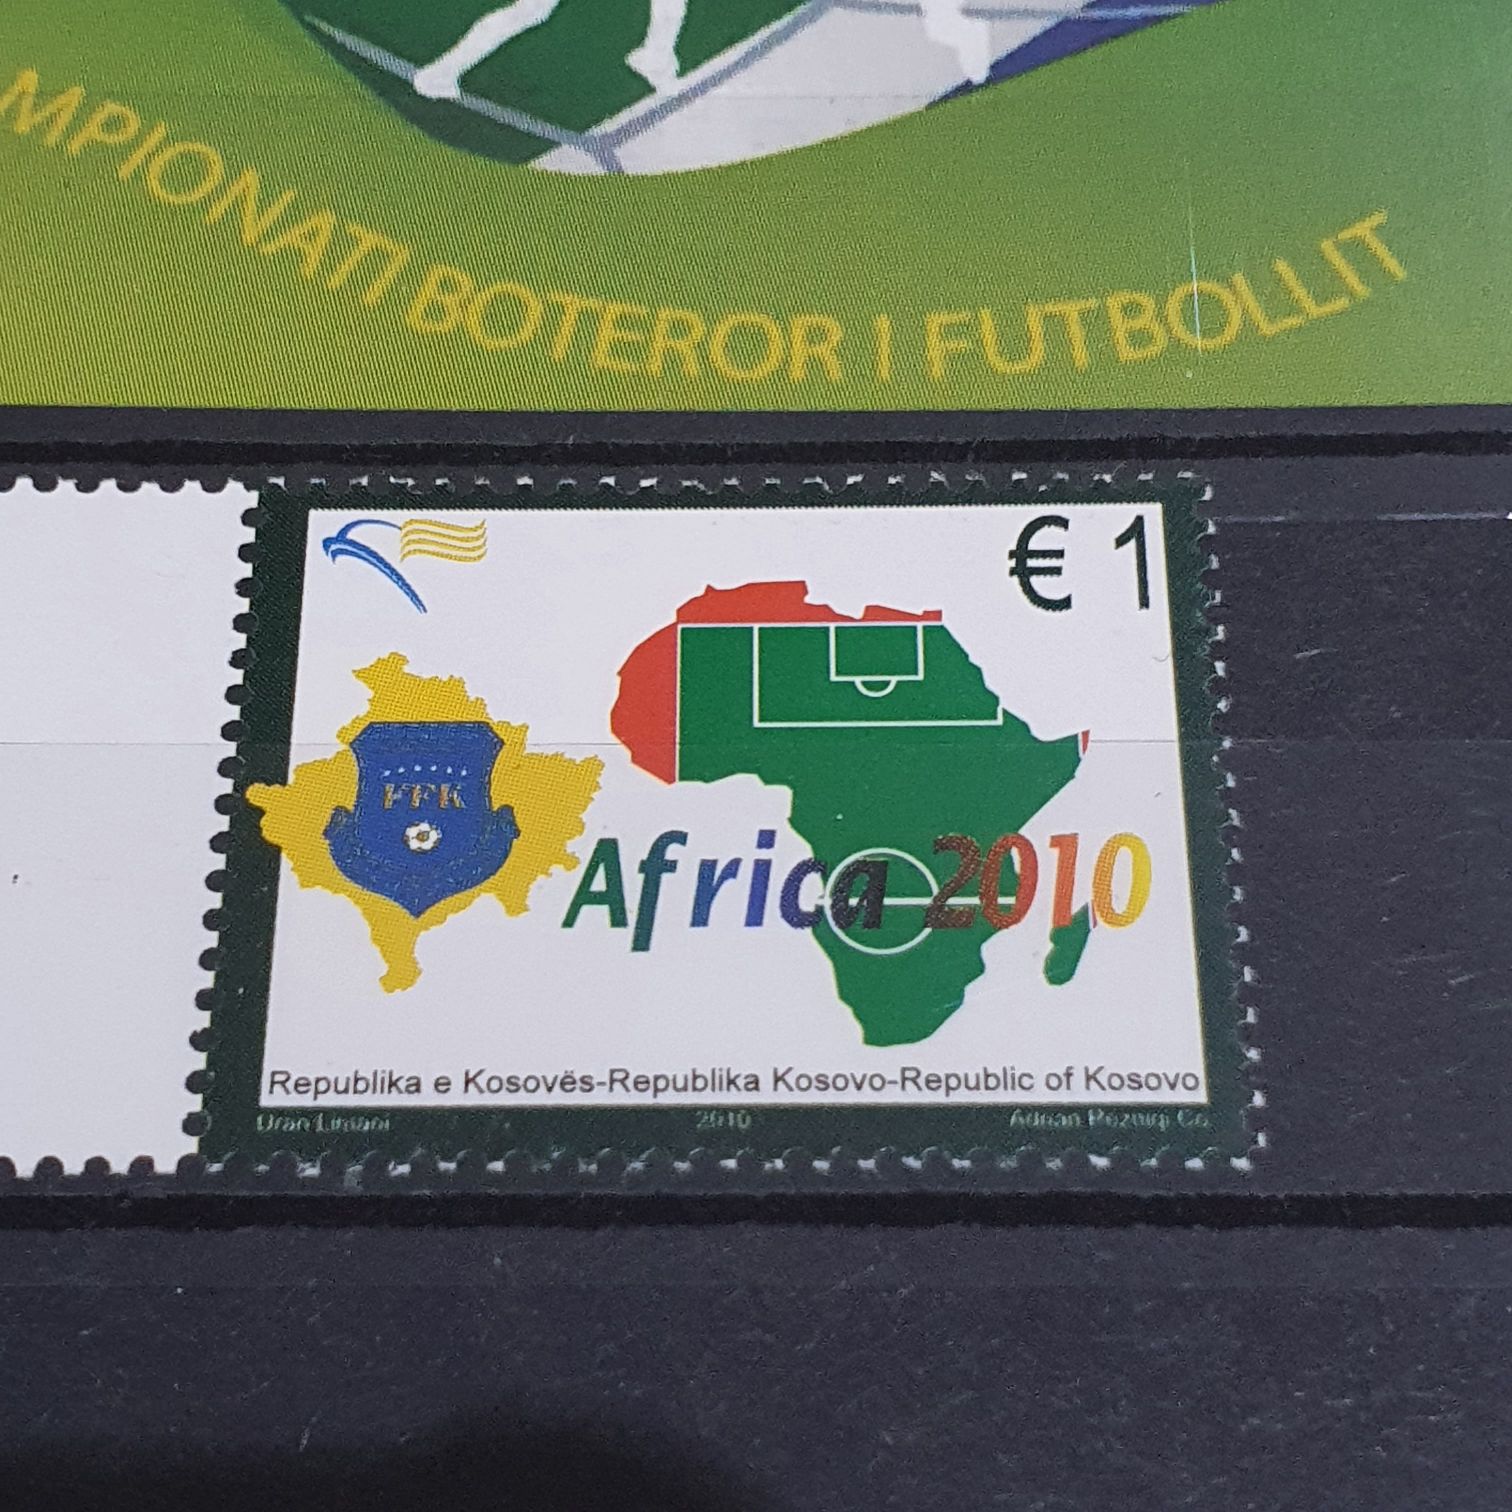 MPIONATI BOTEROR I FUTBOLLIT
€ 1
FFK
Africa 2010
Republika e Kosovës-Republika Kosovo-Republic of Kosovo
2010